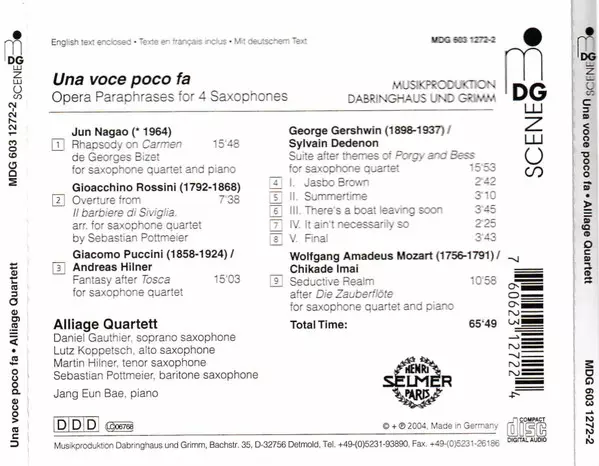 English text enclosed • Texte en français inclus • Mit deutschem Text
MDG 603 1272-2
Una voce poco fa
Opera Paraphrases for 4 Saxophones
MUSIKPRODUKTION
DABRINGHAUS UND GRIMM
MDG
SCENE
Jun Nagao (* 1964)
1 Rhapsody on Carmen 15'48
de Georges Bizet
for saxophone quartet and piano
Gioacchino Rossini (1792-1868)
2 Overture from 7'38
Il barbiere di Siviglia.
arr. for saxophone quartet
by Sebastian Pottmeier
Giacomo Puccini (1858-1924) /
Andreas Hilner
3 Fantasy after Tosca 15'03
for saxophone quartet
George Gershwin (1898-1937) /
Sylvain Dedenon
Suite after themes of Porgy and Bess
for saxophone quartet 15'53
4 I. Jasbo Brown 2'42
5 II. Summertime 3'10
6 III. There's a boat leaving soon 3'45
7 IV. It ain't necessarily so 2'25
8 V. Final 3'43
Wolfgang Amadeus Mozart (1756-1791) /
Chikade Imai
9 Seductive Realm 10'58
after Die Zauberflöte
for saxophone quartet and piano
Total Time: 65'49
Alliage Quartett
Daniel Gauthier, soprano saxophone
Lutz Koppetsch, alto saxophone
Martin Hilner, tenor saxophone
Sebastian Pottmeier, baritone saxophone
Jang Eun Bae, piano
HENRI
SELMER
PARIS
DDD
LC06768
© + ℗ 2004, Made in Germany
COMPACT
disc
DIGITAL AUDIO
Musikproduktion Dabringhaus und Grimm, Bachstr. 35, D-32756 Detmold, Tel. +49-(0)5231-93890, Fax. +49-(0)5231-26186
7 60623 12722 4
MDG
SCENE
MDG 603 1272-2
Una voce poco fa • Alliage Quartett
MDG
SCENE
Una voce poco fa • Alliage Quartett
MDG 603 1272-2